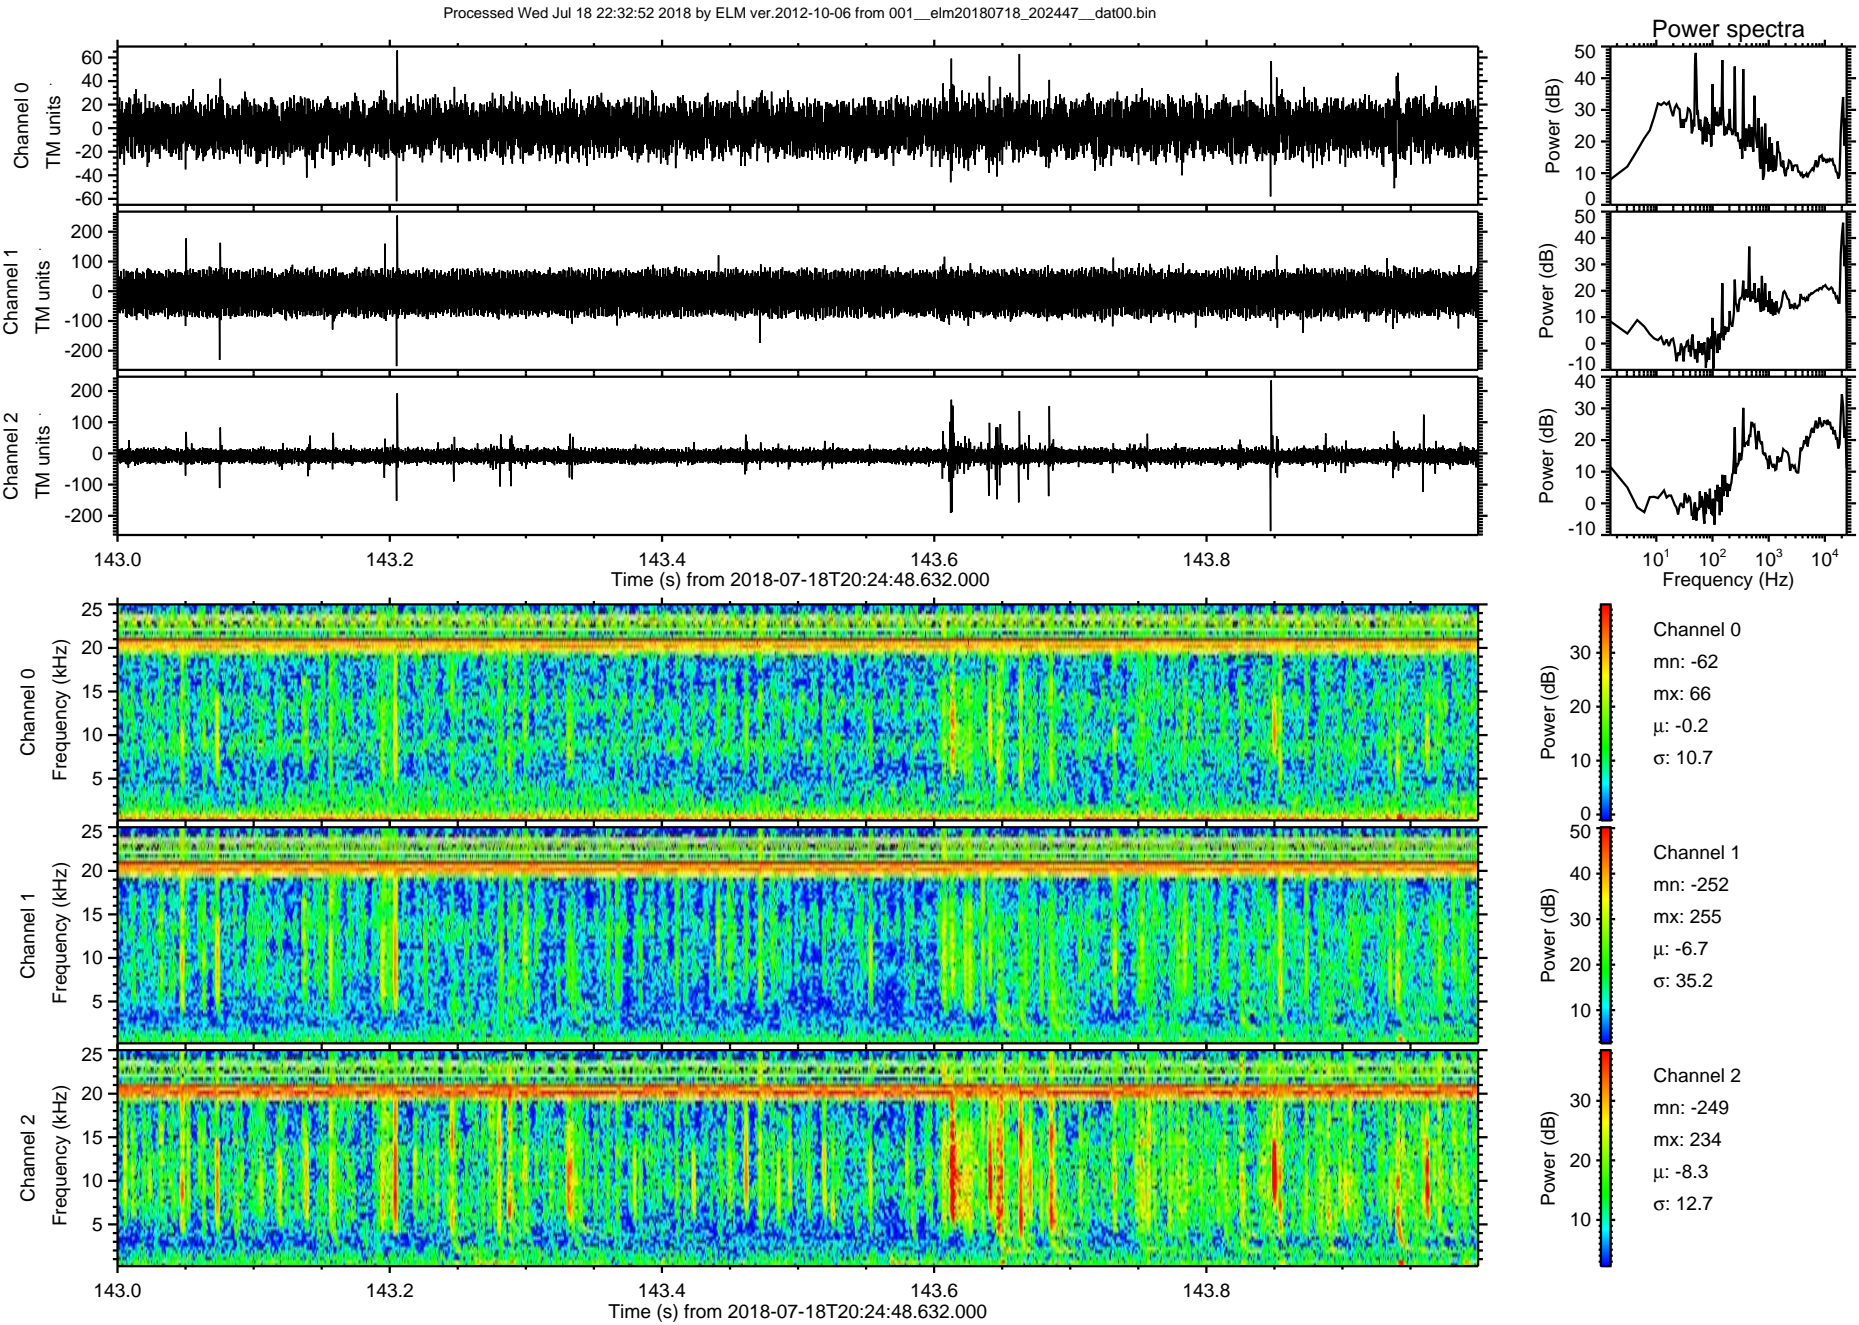 Processed Wed Jul 18 22:32:52 2018 by ELM ver.2012-10-06 from 001__elm20180718_202447__dat00.bin
Power spectra
Channel 0
TM units
60
40
20
0
-20
-40
-60
Power (dB)
50
40
30
20
10
0
Channel 1
TM units
200
100
0
-100
-200
Power (dB)
50
40
30
20
10
0
-10
Channel 2
TM units
200
100
0
-100
-200
Power (dB)
40
30
20
10
0
-10
143.0 143.2 143.4 143.6 143.8
Time (s) from 2018-07-18T20:24:48.632.000
10¹ 10² 10³ 10⁴
Frequency (Hz)
Channel 0
Frequency (kHz)
25
20
15
10
5
Power (dB)
30
20
10
0
Channel 0
mn: -62
mx: 66
μ: -0.2
σ: 10.7
Channel 1
Frequency (kHz)
25
20
15
10
5
Power (dB)
50
40
30
20
10
Channel 1
mn: -252
mx: 255
μ: -6.7
σ: 35.2
Channel 2
Frequency (kHz)
25
20
15
10
5
Power (dB)
30
20
10
Channel 2
mn: -249
mx: 234
μ: -8.3
σ: 12.7
143.0 143.2 143.4 143.6 143.8
Time (s) from 2018-07-18T20:24:48.632.000